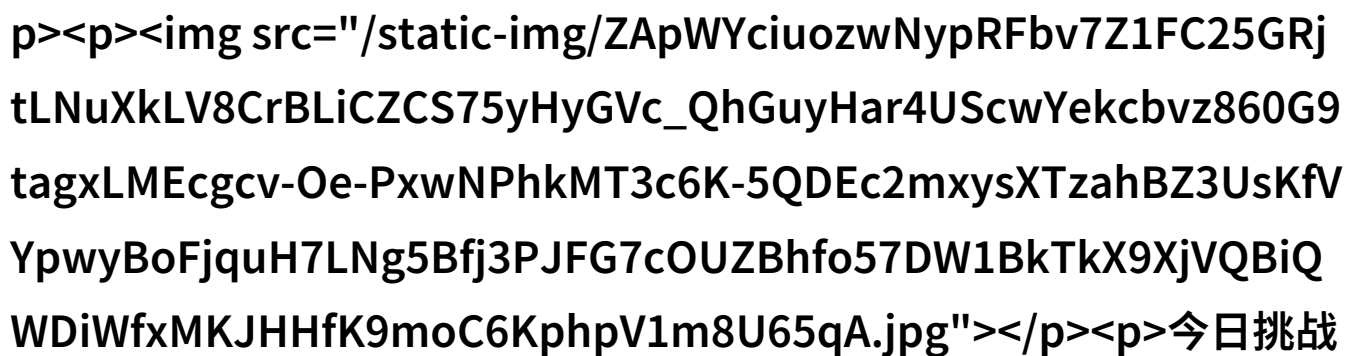 p><p><img src="/static-img/ZApWYciuozwNypRFbv7Z1FC25GRj
tLNuXkLV8CrBLiCZCS75yHyGVc_QhGuyHar4UScwYekcbvz860G9
tagxLMEcgcv-Oe-PxwNPhkMT3c6K-5QDEc2mxysXTzahBZ3UsKfV
YpwyBoFjquH7LNg5Bfj3PJFG7cOUZBhfo57DW1BkTkX9XjVQBiQ
WDiWfxMKJHHfK9moC6KphpV1m8U65qA.jpg"></p><p>今日挑战